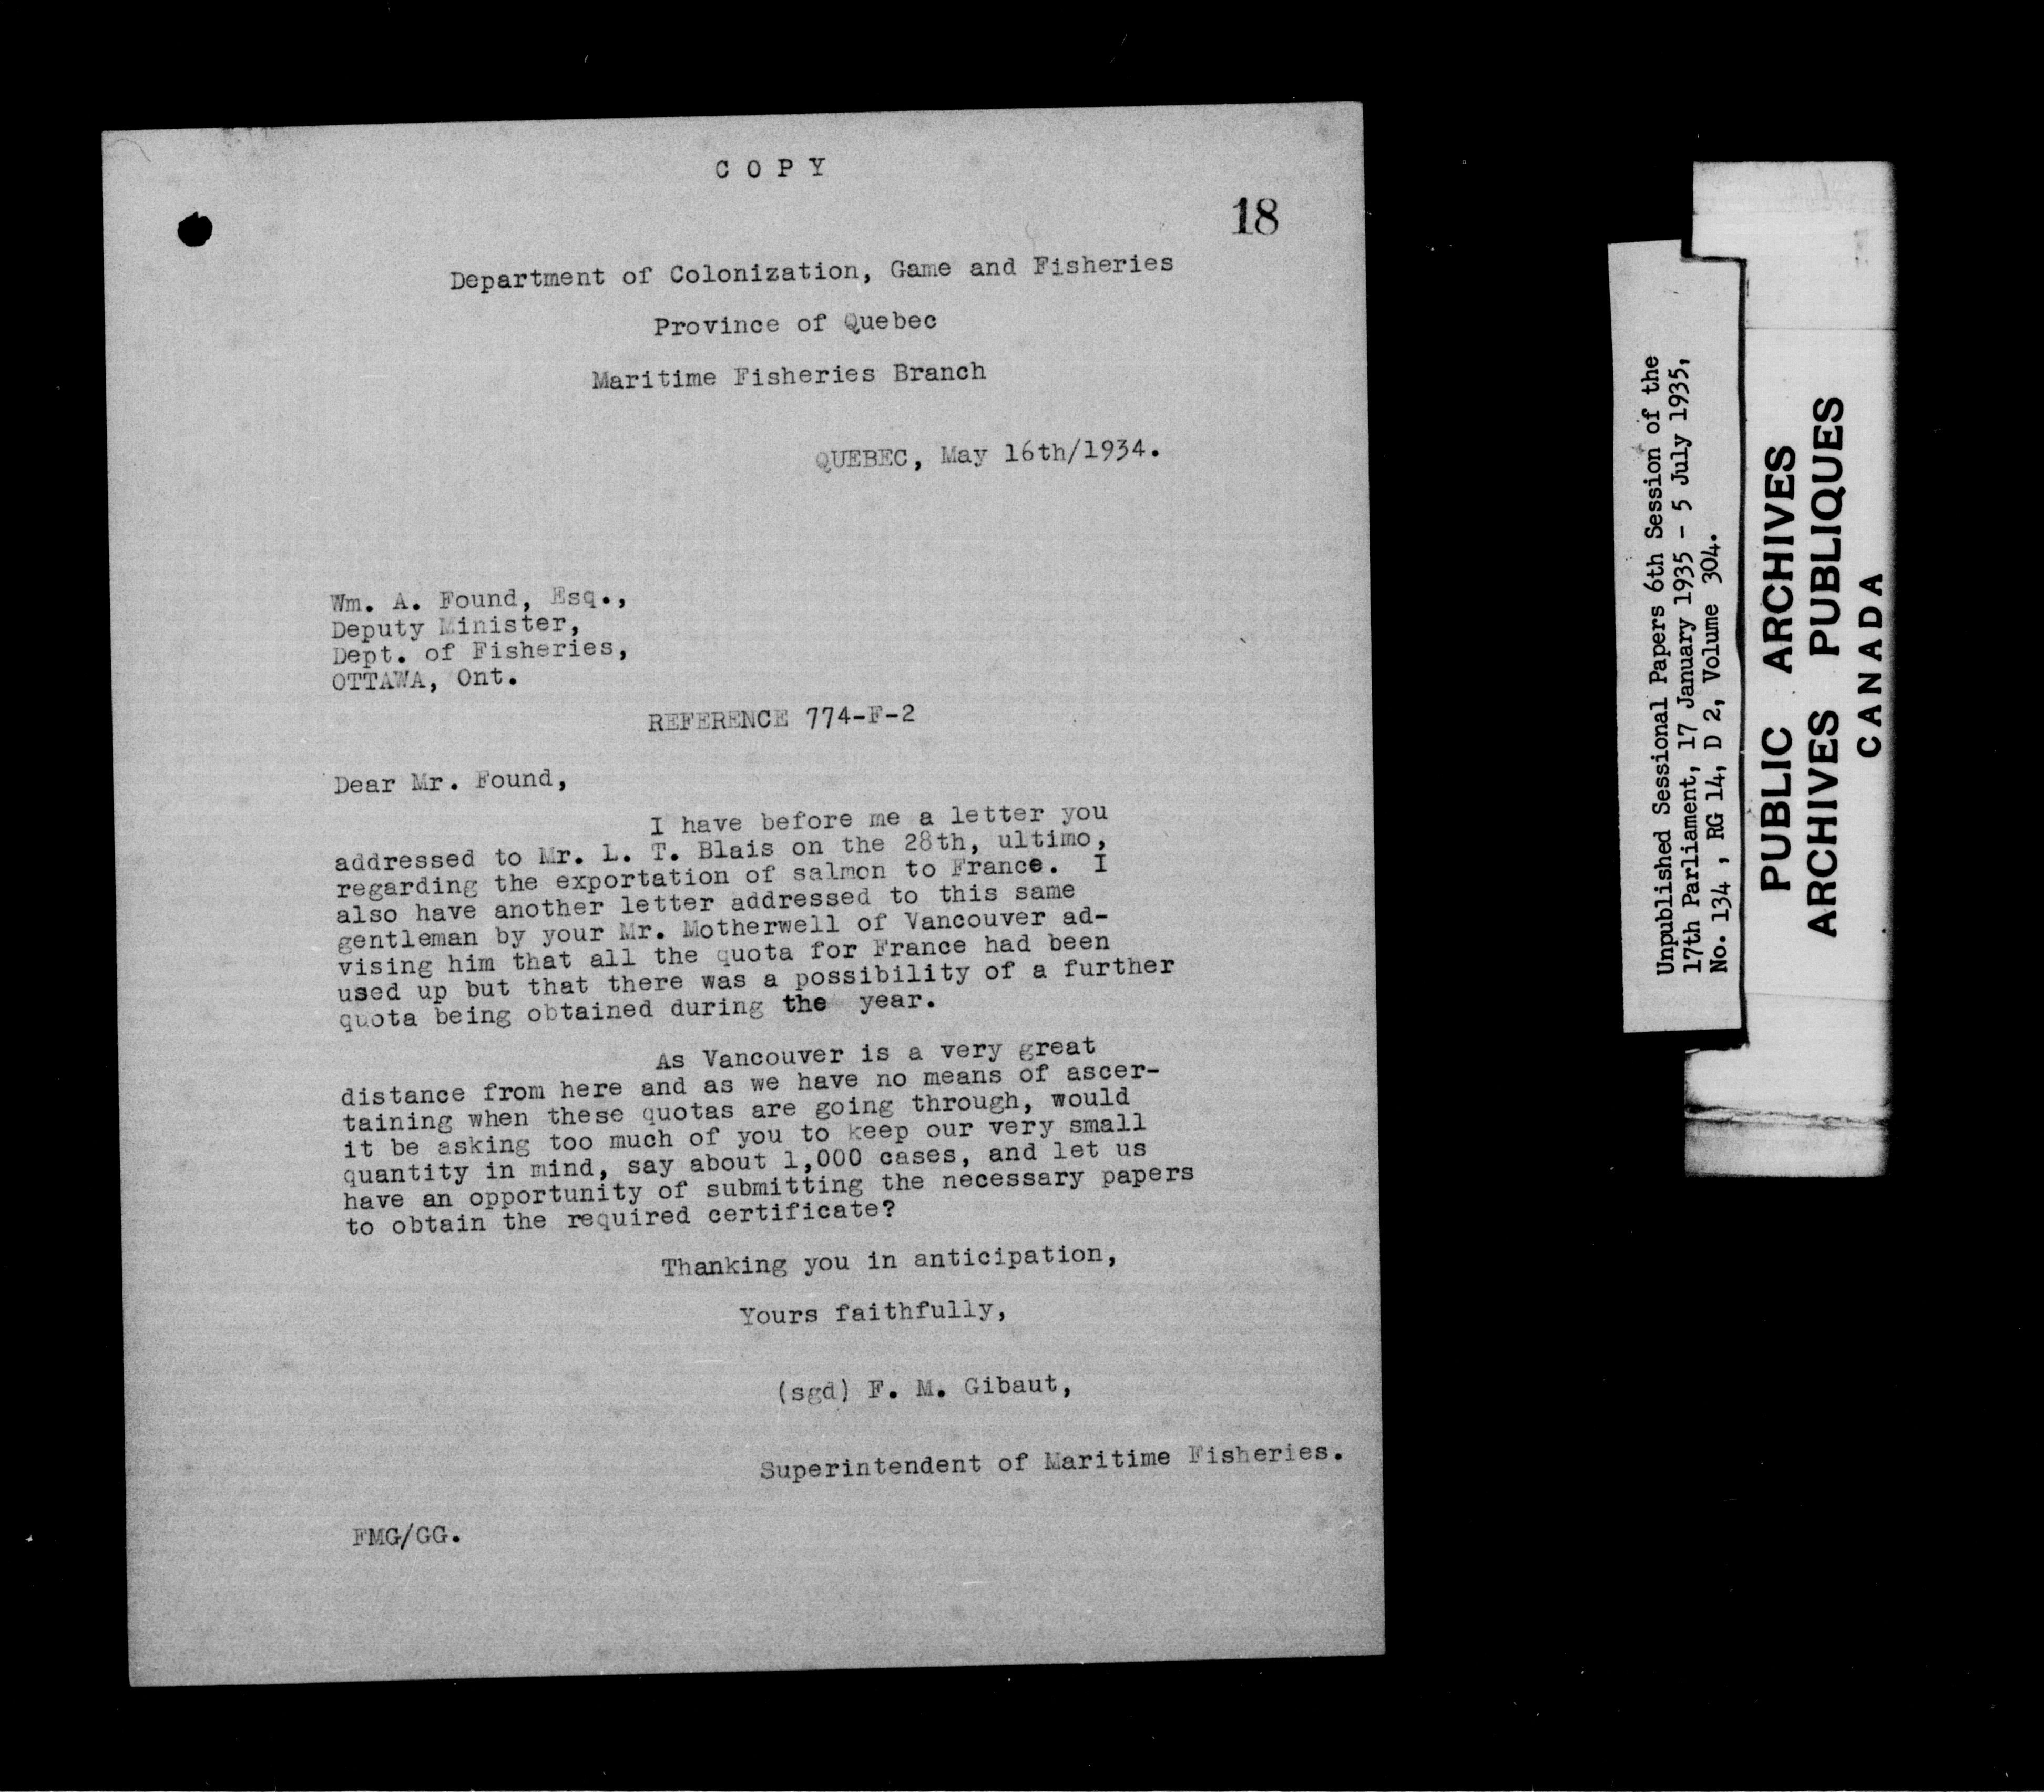 COPY
18
Department of Colonization, Game and Fisheries
Province of Quebec
Maritime Fisheries Branch
QUEBEC, May 16th/1934.
Wm. A. Found, Esq.,
Deputy Minister,
Dept. of Fisheries,
OTTAWA, Ont.
REFERENCE 774-F-2
Dear Mr. Found,
I have before me a letter you
addressed to Mr. L. T. Blais on the 28th, ultimo,
regarding the exportation of salmon to France. I
also have another letter addressed to this same
gentleman by your Mr. Motherwell of Vancouver ad-
vising him that all the quota for France had been
used up but that there was a possibility of a further
quota being obtained during the year.
As Vancouver is a very great
distance from here and as we have no means of ascer-
taining when these quotas are going through, would
it be asking too much of you to keep our very small
quantity in mind, say about 1,000 cases, and let us
have an opportunity of submitting the necessary papers
to obtain the required certificate?
Thanking you in anticipation,
Yours faithfully,
(sgd) F. M. Gibaut,
Superintendent of Maritime Fisheries.
FMG/GG.
Unpublished Sessional Papers 6th Session of the
17th Parliament, 17 January 1935 - 5 July 1935,
No. 134 , RG 14, D 2, Volume 304.
PUBLIC ARCHIVES
ARCHIVES PUBLIQUES
CANADA